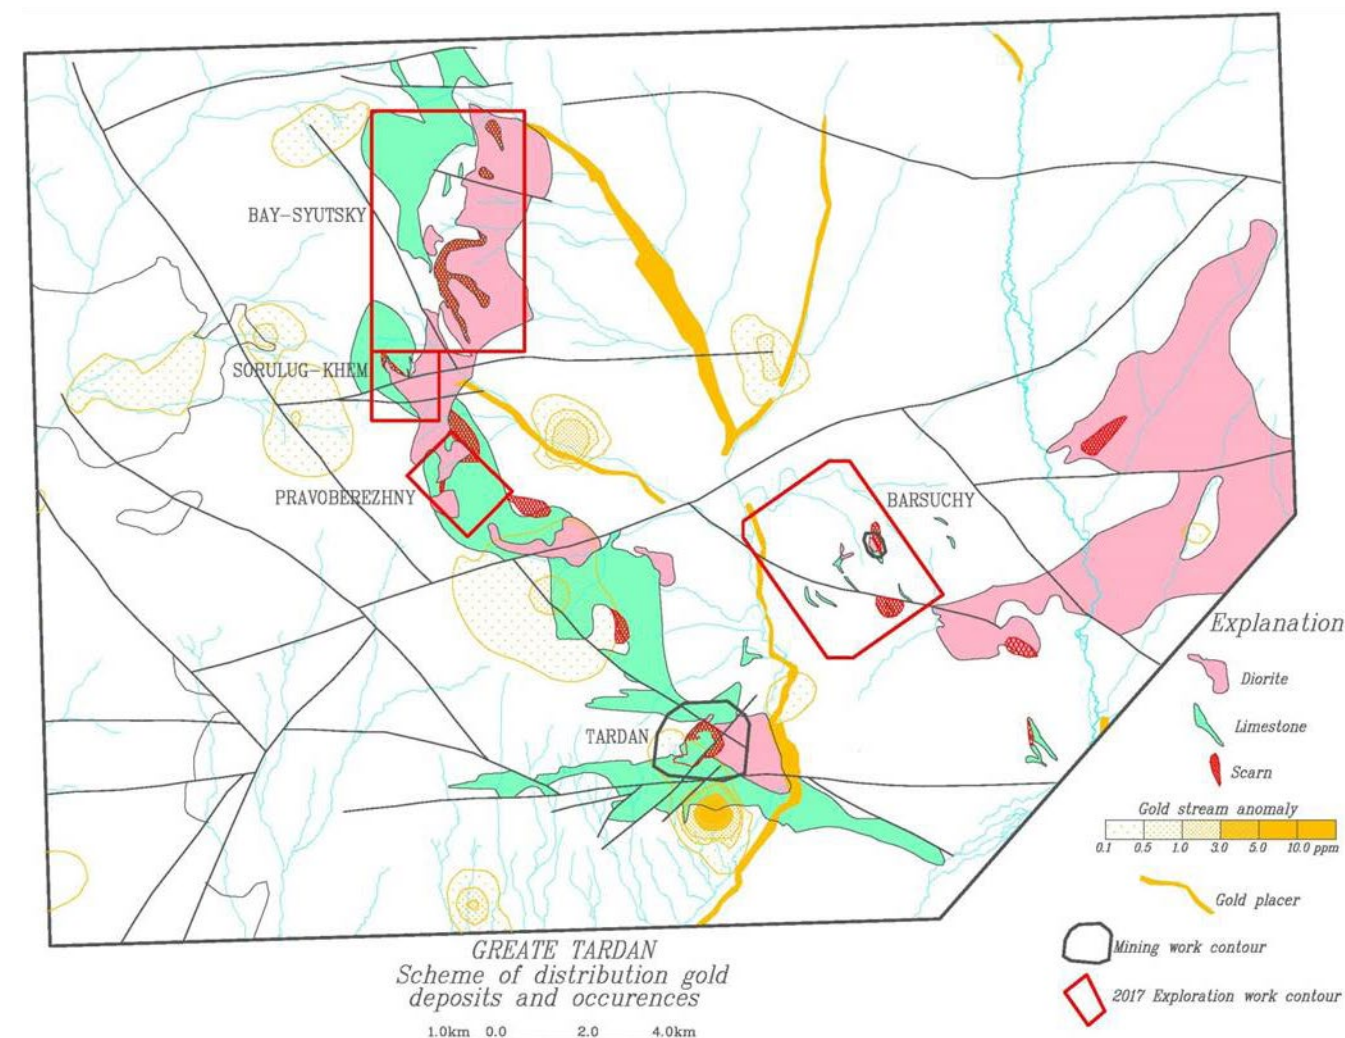 BAY-SYUTSKY
SORULUG-KHEM
PRAVOBEREZHNY
BARSUCHY
TARDAN
Explanation
Diorite
Limestone
Scarn
Gold stream anomaly
0.1 0.5 1.0 3.0 5.0 10.0 ppm
Gold placer
Mining work contour
2017 Exploration work contour
GREATE TARDAN
Scheme of distribution gold
deposits and occurences
1.0km 0.0 2.0 4.0km